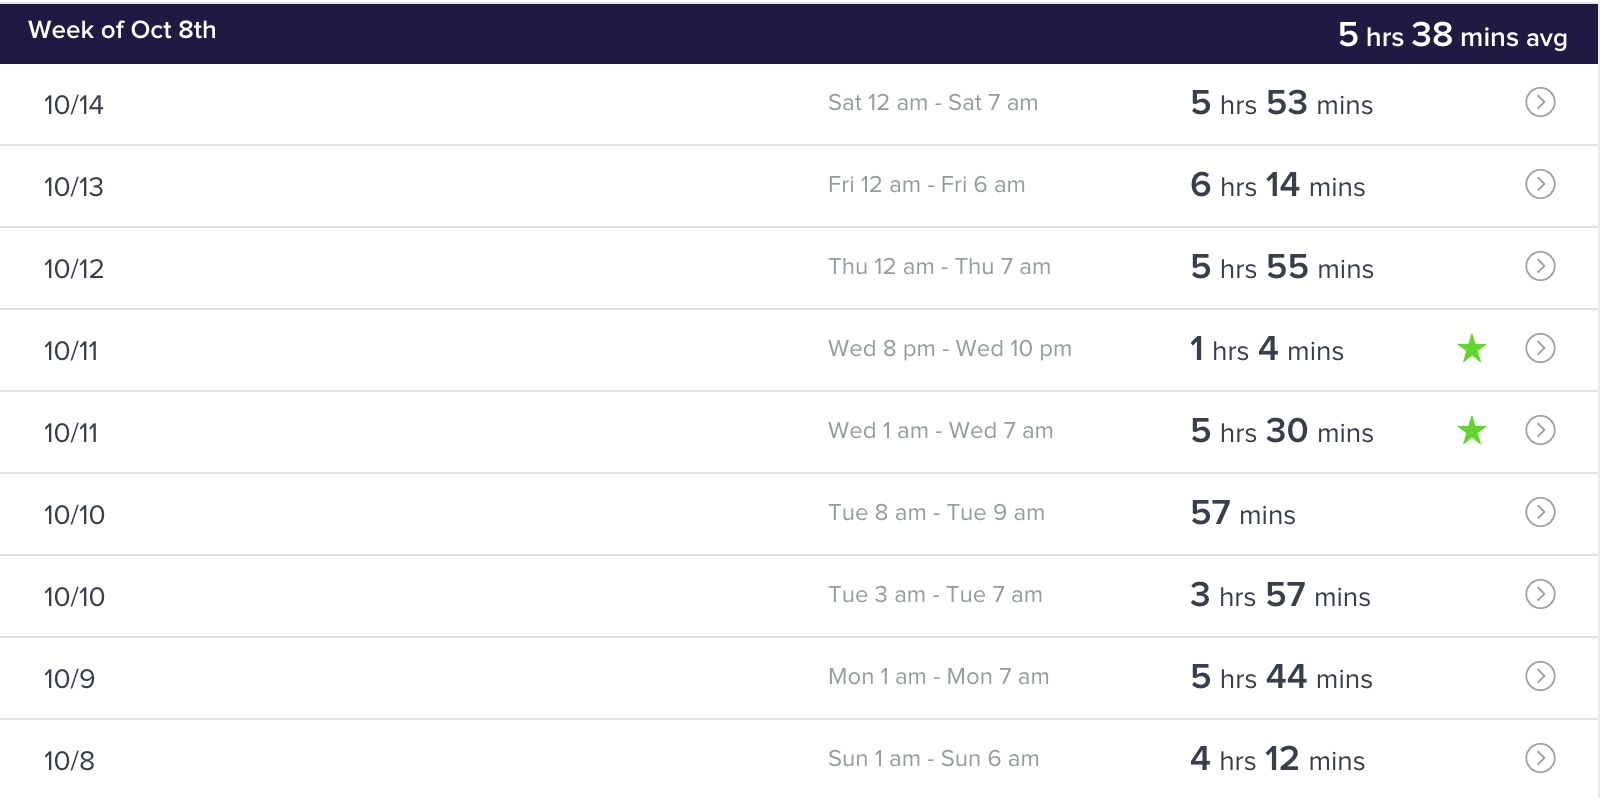 Week of Oct 8th 5 hrs 38 mins avg
10/14 Sat 12 am - Sat 7 am 5 hrs 53 mins
10/13 Fri 12 am - Fri 6 am 6 hrs 14 mins
10/12 Thu 12 am - Thu 7 am 5 hrs 55 mins
10/11 Wed 8 pm - Wed 10 pm 1 hrs 4 mins
10/11 Wed 1 am - Wed 7 am 5 hrs 30 mins
10/10 Tue 8 am - Tue 9 am 57 mins
10/10 Tue 3 am - Tue 7 am 3 hrs 57 mins
10/9 Mon 1 am - Mon 7 am 5 hrs 44 mins
10/8 Sun 1 am - Sun 6 am 4 hrs 12 mins